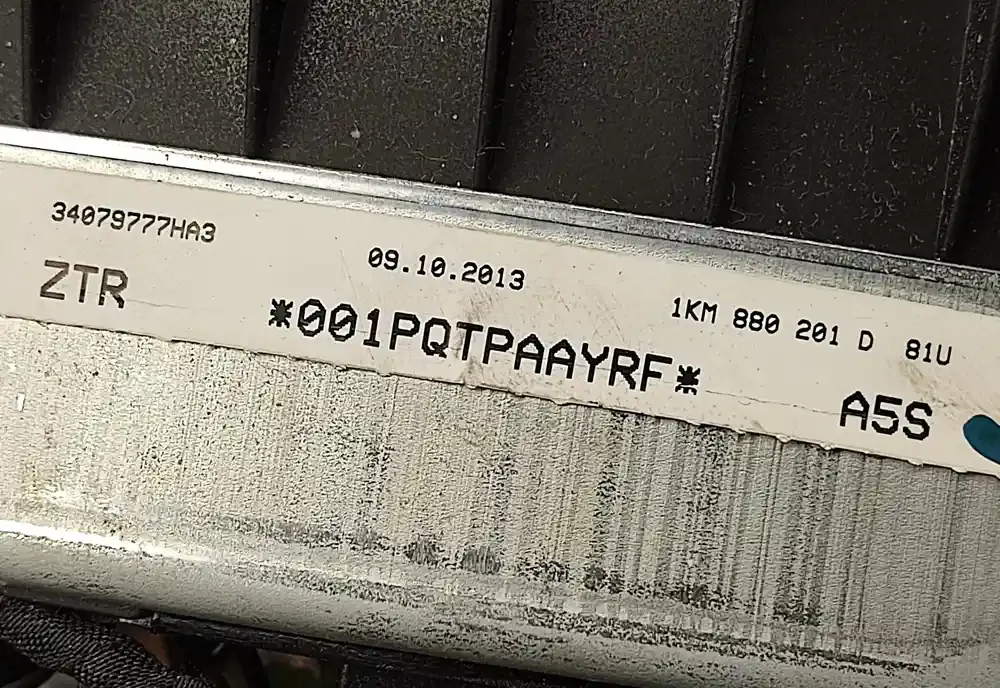 34079777HA3 09.10.2013 1KM 880 201 D 81U
ZTR *001PQTPAAYRF* A5S